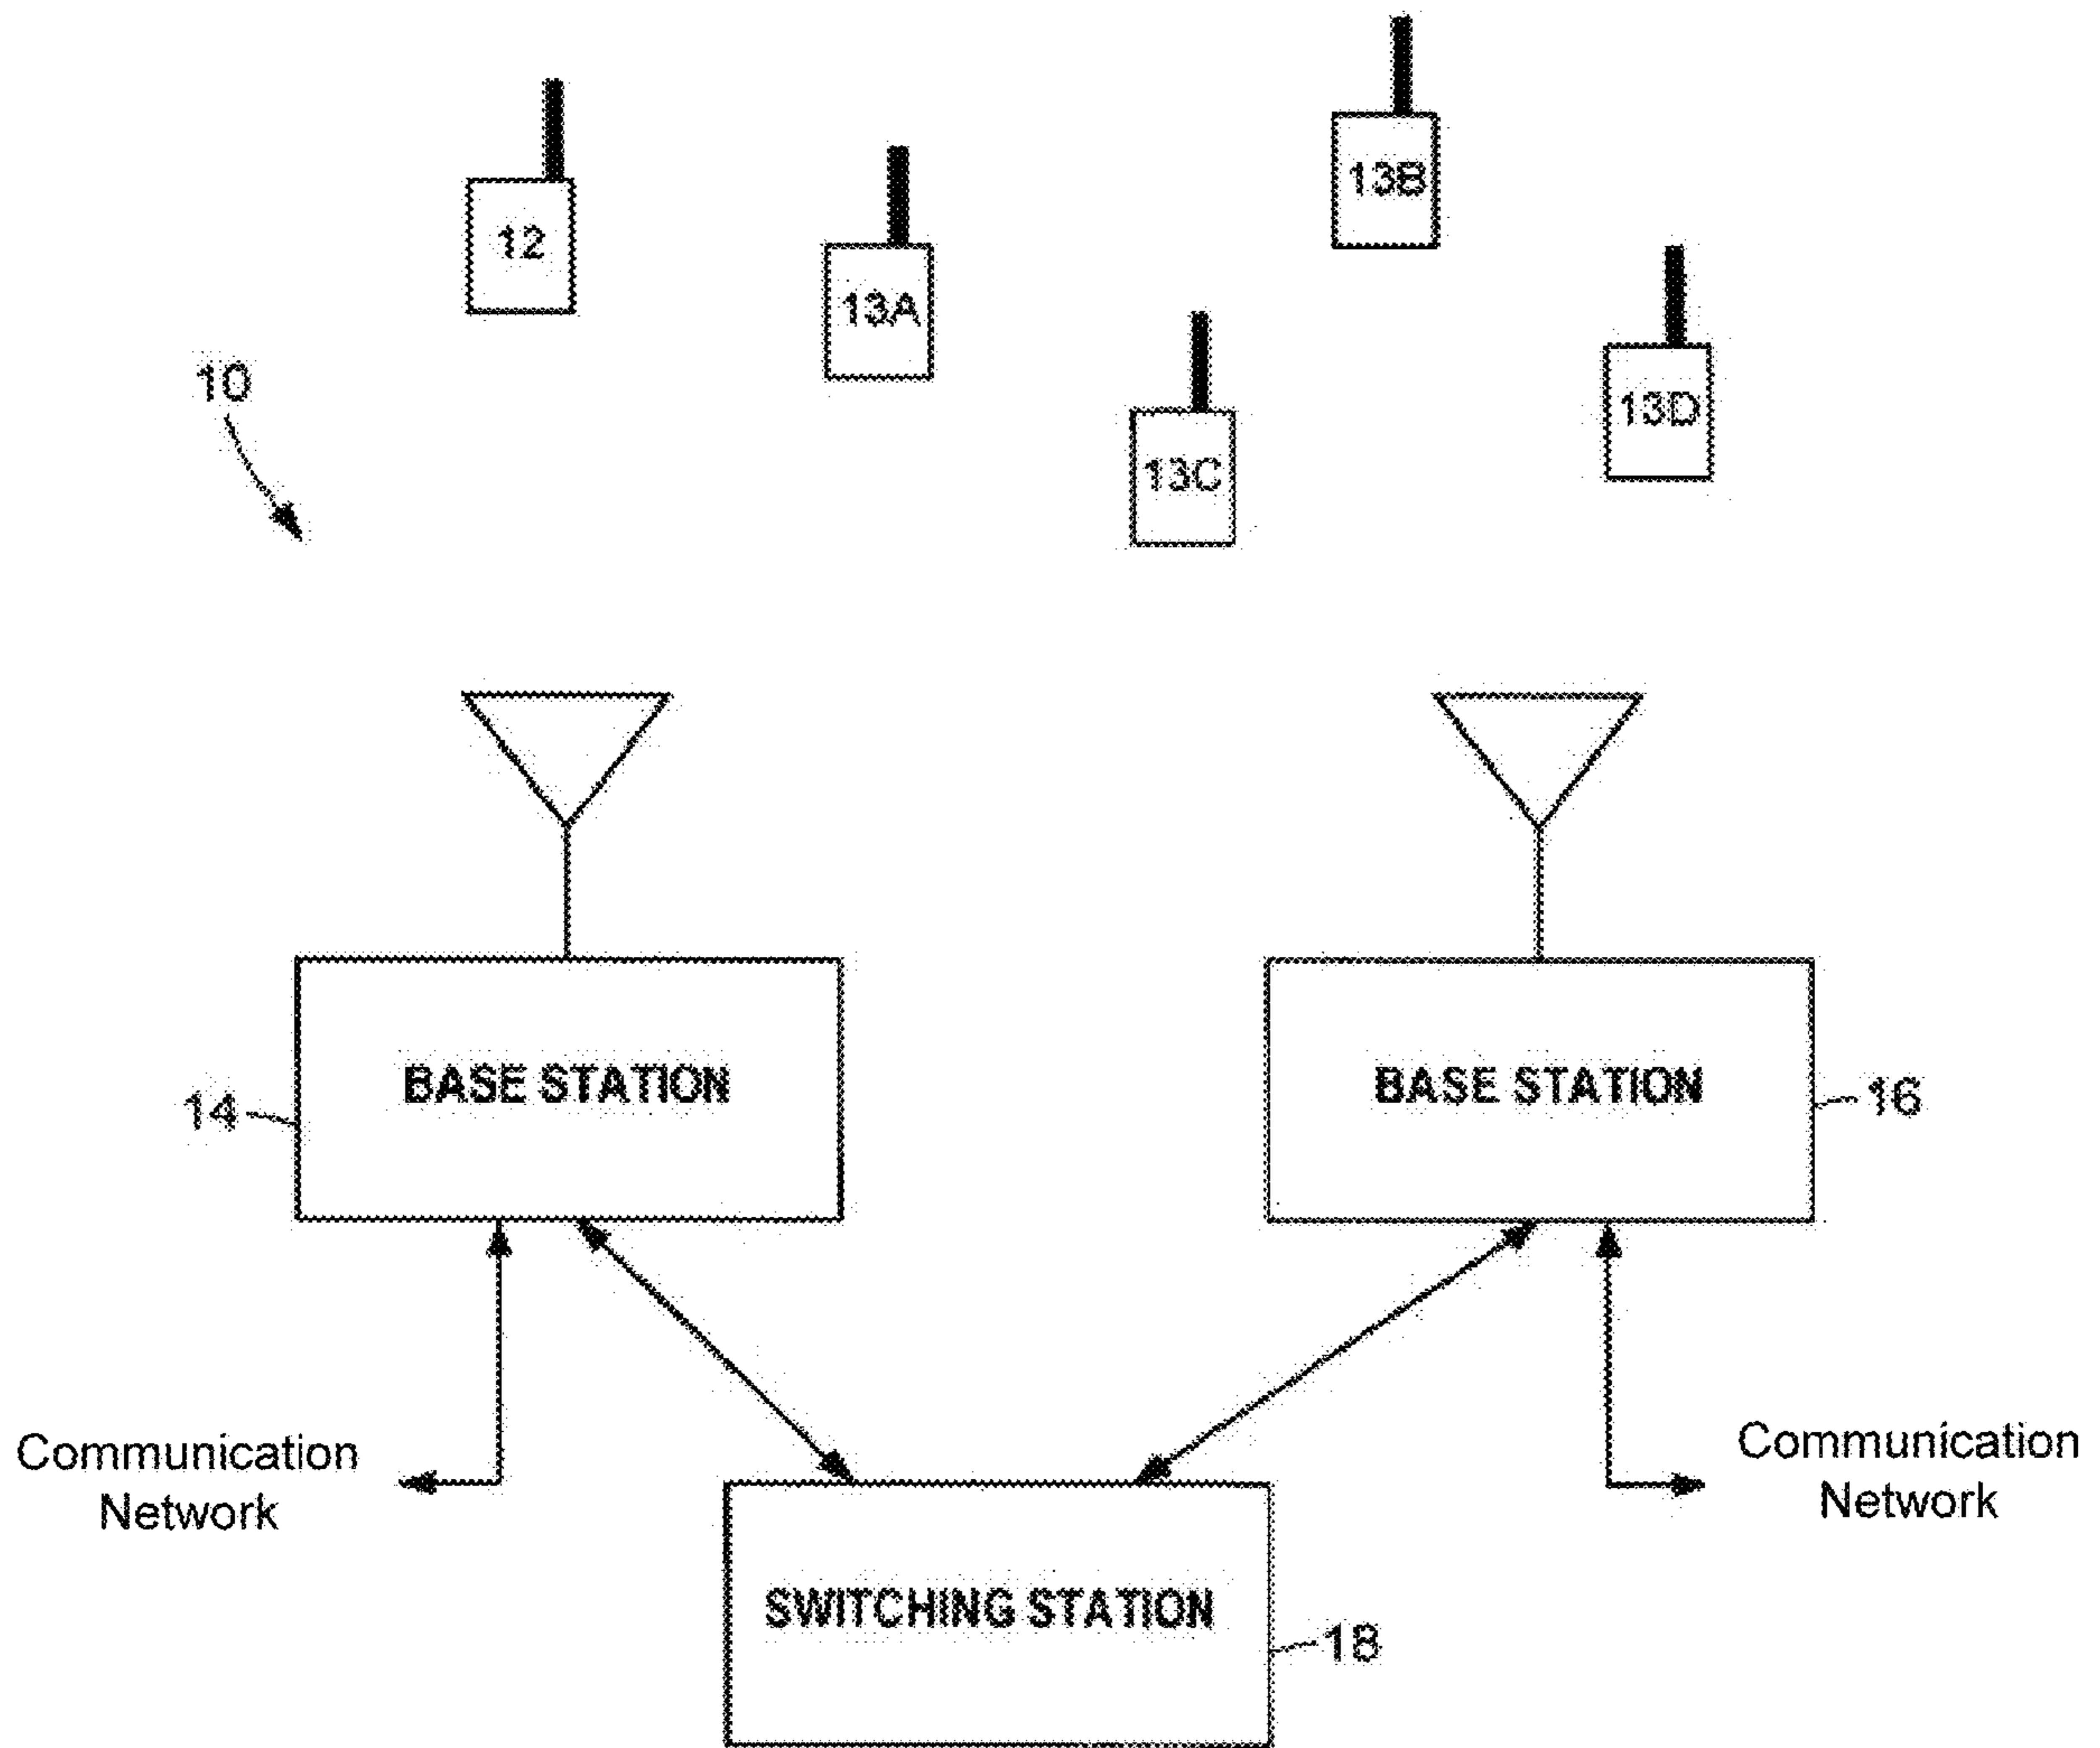 13B
12
13A
10
13D
13C
BASE STATION
BASE STATION
14
16
Communication
Network
Communication
Network
SWITCHING STATION
18